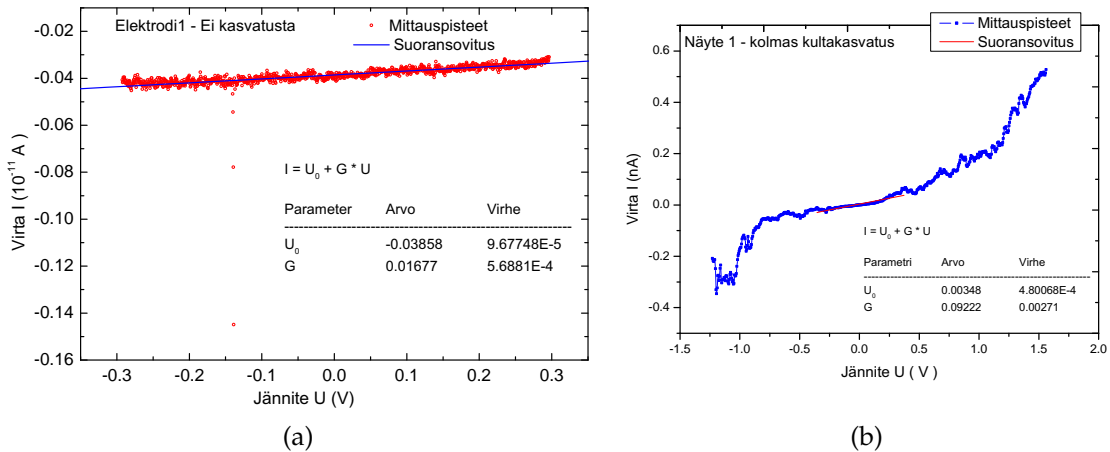 Elektrodi1 - Ei kasvatusta
Mittauspisteet
Suoransovitus
-0.02
-0.04
-0.06
-0.08
-0.10
-0.12
-0.14
-0.16
Virta I (10⁻¹¹ A )
I = U₀ + G * U
Parameter Arvo Virhe
U₀ -0.03858 9.67748E-5
G 0.01677 5.6881E-4
-0.3 -0.2 -0.1 0.0 0.1 0.2 0.3
Jännite U (V)
(a)
Mittauspisteet
Suoransovitus
Näyte 1 - kolmas kultakasvatus
0.6
0.4
0.2
0.0
-0.2
-0.4
Virta I (nA)
I = U₀ + G * U
Parametri Arvo Virhe
U₀ 0.00348 4.80068E-4
G 0.09222 0.00271
-1.5 -1.0 -0.5 0.0 0.5 1.0 1.5 2.0
Jännite U ( V )
(b)